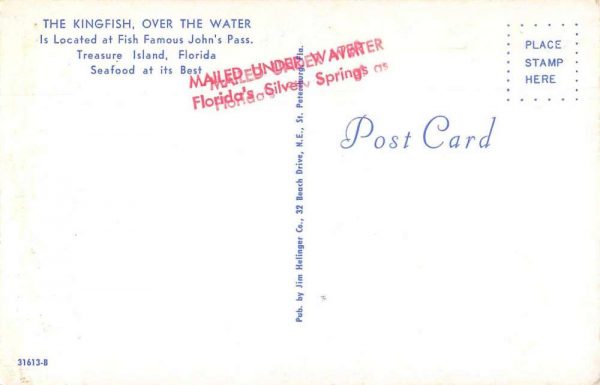 THE KINGFISH, OVER THE WATER
Is Located at Fish Famous John's Pass.
Treasure Island, Florida
Seafood at its Best
MAILED UNDER WATER
Florida's Silver Springs
PLACE
STAMP
HERE
Post Card
Pub. by Jim Helinger Co., 32 Beach Drive, N.E., St. Petersburg, Fla.
31613-B